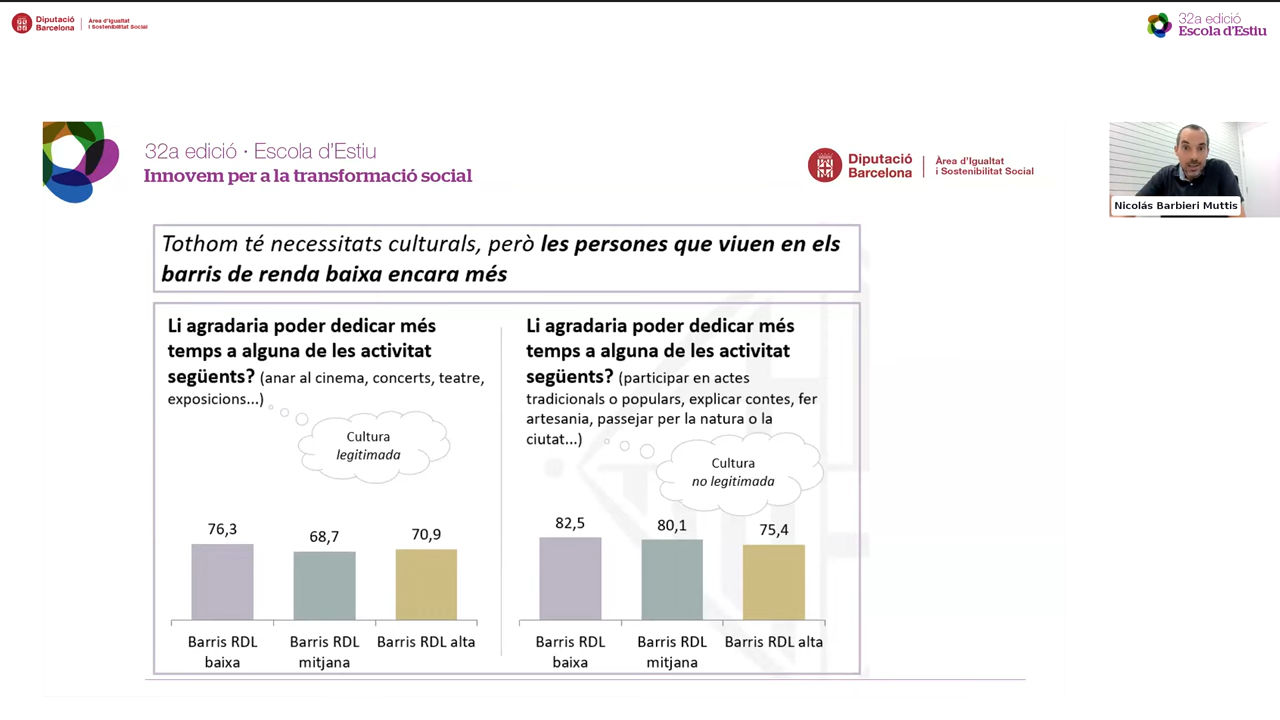 Diputació
Barcelona
Àrea d'Igualtat
i Sostenibilitat Social
32a edició
Escola d'Estiu
32a edició · Escola d'Estiu
Innovem per a la transformació social
Diputació
Barcelona
Àrea d'Igualtat
i Sostenibilitat Social
Nicolás Barbieri Muttis
Tothom té necessitats culturals, però les persones que viuen en els
barris de renda baixa encara més
Li agradaria poder dedicar més
temps a alguna de les activitat
següents? (anar al cinema, concerts, teatre,
exposicions...)
Cultura
legitimada
76,3
68,7
70,9
Barris RDL
baixa
Barris RDL
mitjana
Barris RDL alta
Li agradaria poder dedicar més
temps a alguna de les activitat
següents? (participar en actes
tradicionals o populars, explicar contes, fer
artesania, passejar per la natura o la
ciutat...)
Cultura
no legitimada
82,5
80,1
75,4
Barris RDL
baixa
Barris RDL
mitjana
Barris RDL alta